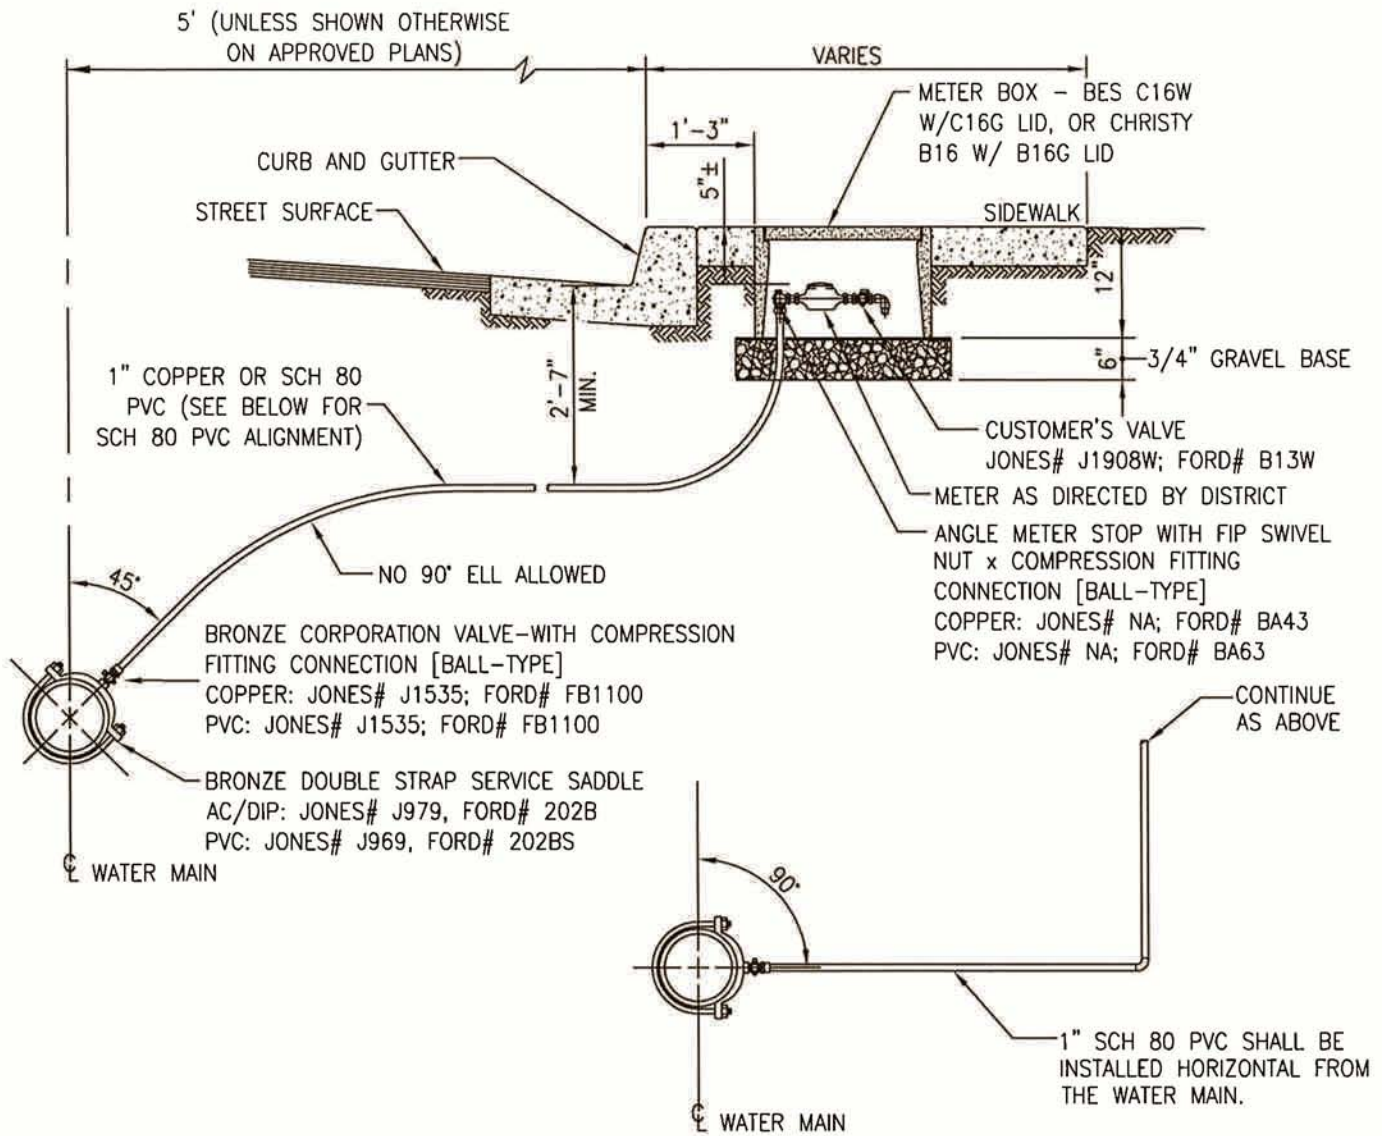 5' (UNLESS SHOWN OTHERWISE
ON APPROVED PLANS)
VARIES
METER BOX - BES C16W
W/C16G LID, OR CHRISTY
B16 W/ B16G LID
1'-3"
CURB AND GUTTER
5"±
STREET SURFACE
SIDEWALK
12"
6"
3/4" GRAVEL BASE
1" COPPER OR SCH 80
PVC (SEE BELOW FOR
SCH 80 PVC ALIGNMENT)
2'-7"
MIN.
CUSTOMER'S VALVE
JONES# J1908W; FORD# B13W
METER AS DIRECTED BY DISTRICT
ANGLE METER STOP WITH FIP SWIVEL
NUT x COMPRESSION FITTING
CONNECTION [BALL-TYPE]
COPPER: JONES# NA; FORD# BA43
PVC: JONES# NA; FORD# BA63
NO 90° ELL ALLOWED
45°
BRONZE CORPORATION VALVE-WITH COMPRESSION
FITTING CONNECTION [BALL-TYPE]
COPPER: JONES# J1535; FORD# FB1100
PVC: JONES# J1535; FORD# FB1100
BRONZE DOUBLE STRAP SERVICE SADDLE
AC/DIP: JONES# J979, FORD# 202B
PVC: JONES# J969, FORD# 202BS
℄ WATER MAIN
CONTINUE
AS ABOVE
90°
1" SCH 80 PVC SHALL BE
INSTALLED HORIZONTAL FROM
THE WATER MAIN.
℄ WATER MAIN